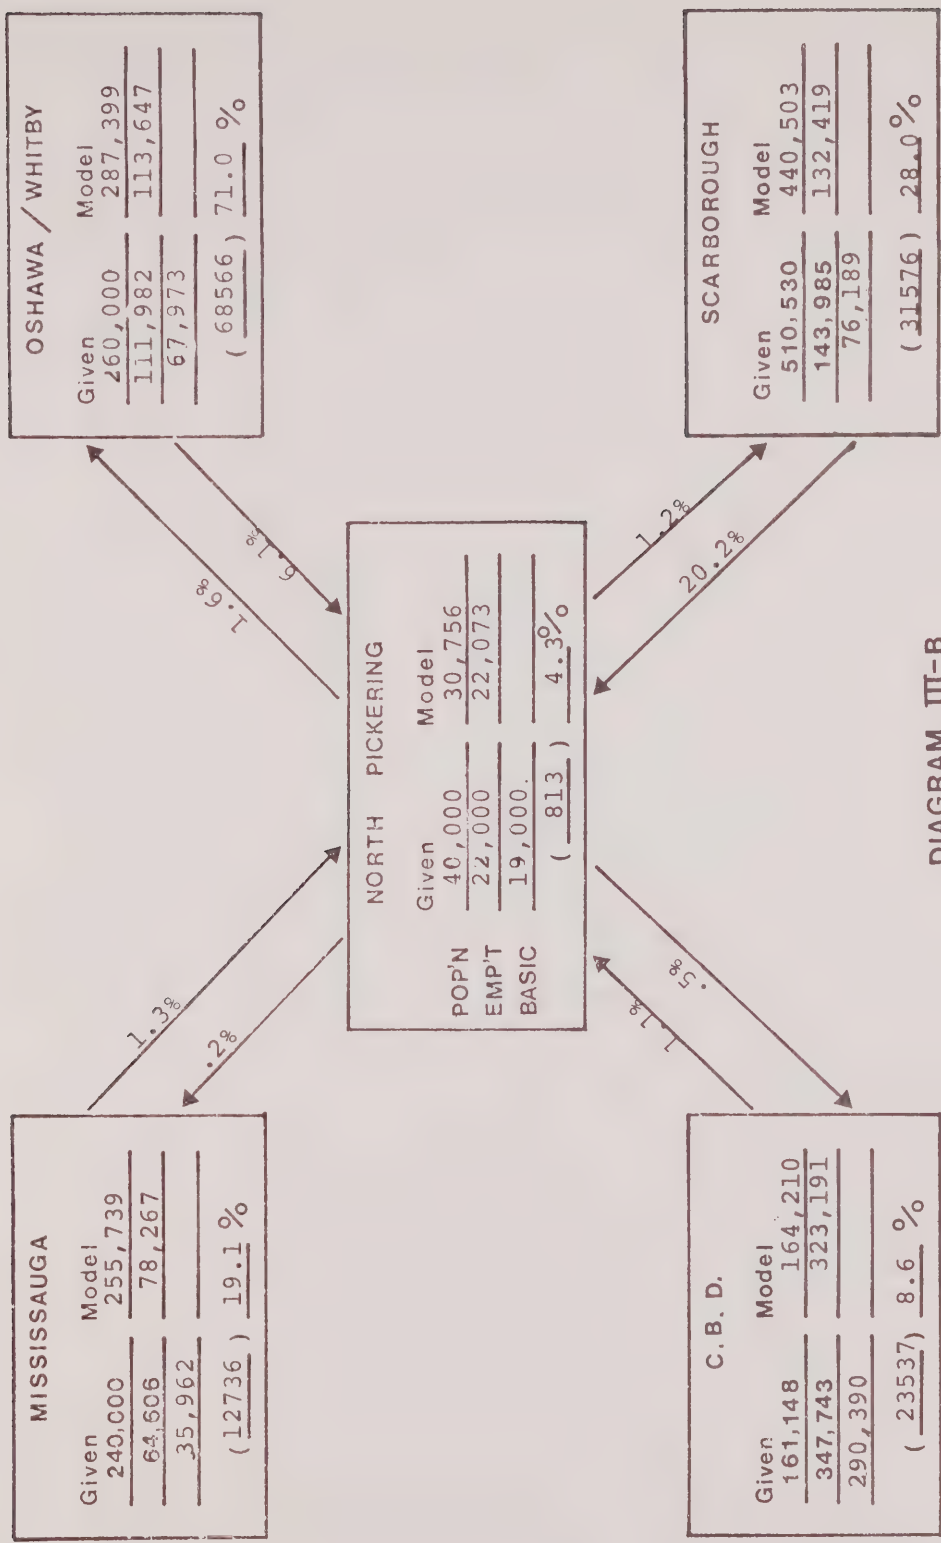 MISSISSAUGA
Given Model
240,000 255,739
64,606 78,267
35,962
(12736) 19.1 %
OSHAWA / WHITBY
Given Model
260,000 287,399
111,982 113,647
67,973
(68566) 71.0 %
1.3%
.2%
1.6%
6.1%
NORTH PICKERING
Given Model
POP'N 40,000 30,756
EMP'T 22,000 22,073
BASIC 19,000.
(813) 4.3%
1.1%
.5%
1.2%
20.2%
C. B. D.
Given Model
161,148 164,210
347,743 323,191
290,390
(23537) 8.6 %
SCARBOROUGH
Given Model
510,530 440,503
143,985 132,419
76,189
(31576) 28.0%
DIAGRAM III-B